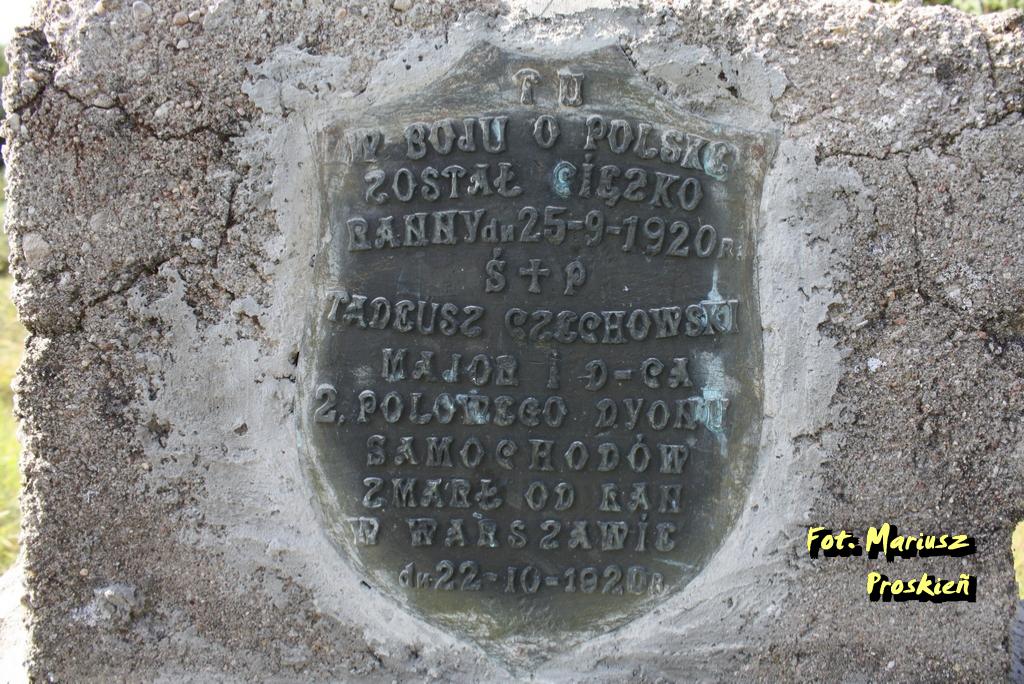 TU
W BOJU O POLSKĘ
ZOSTAŁ CIĘŻKO
RANNY dn 25-9-1920 r.
Ś + P
TADEUSZ CZECHOWSKI
MAJOR I D-CA
2. POLOWEGO DYONU
SAMOCHODÓW
ZMARŁ OD RAN
W WARSZAWIE
dn. 22-10-1920 r.
Fot. Mariusz
Proskień